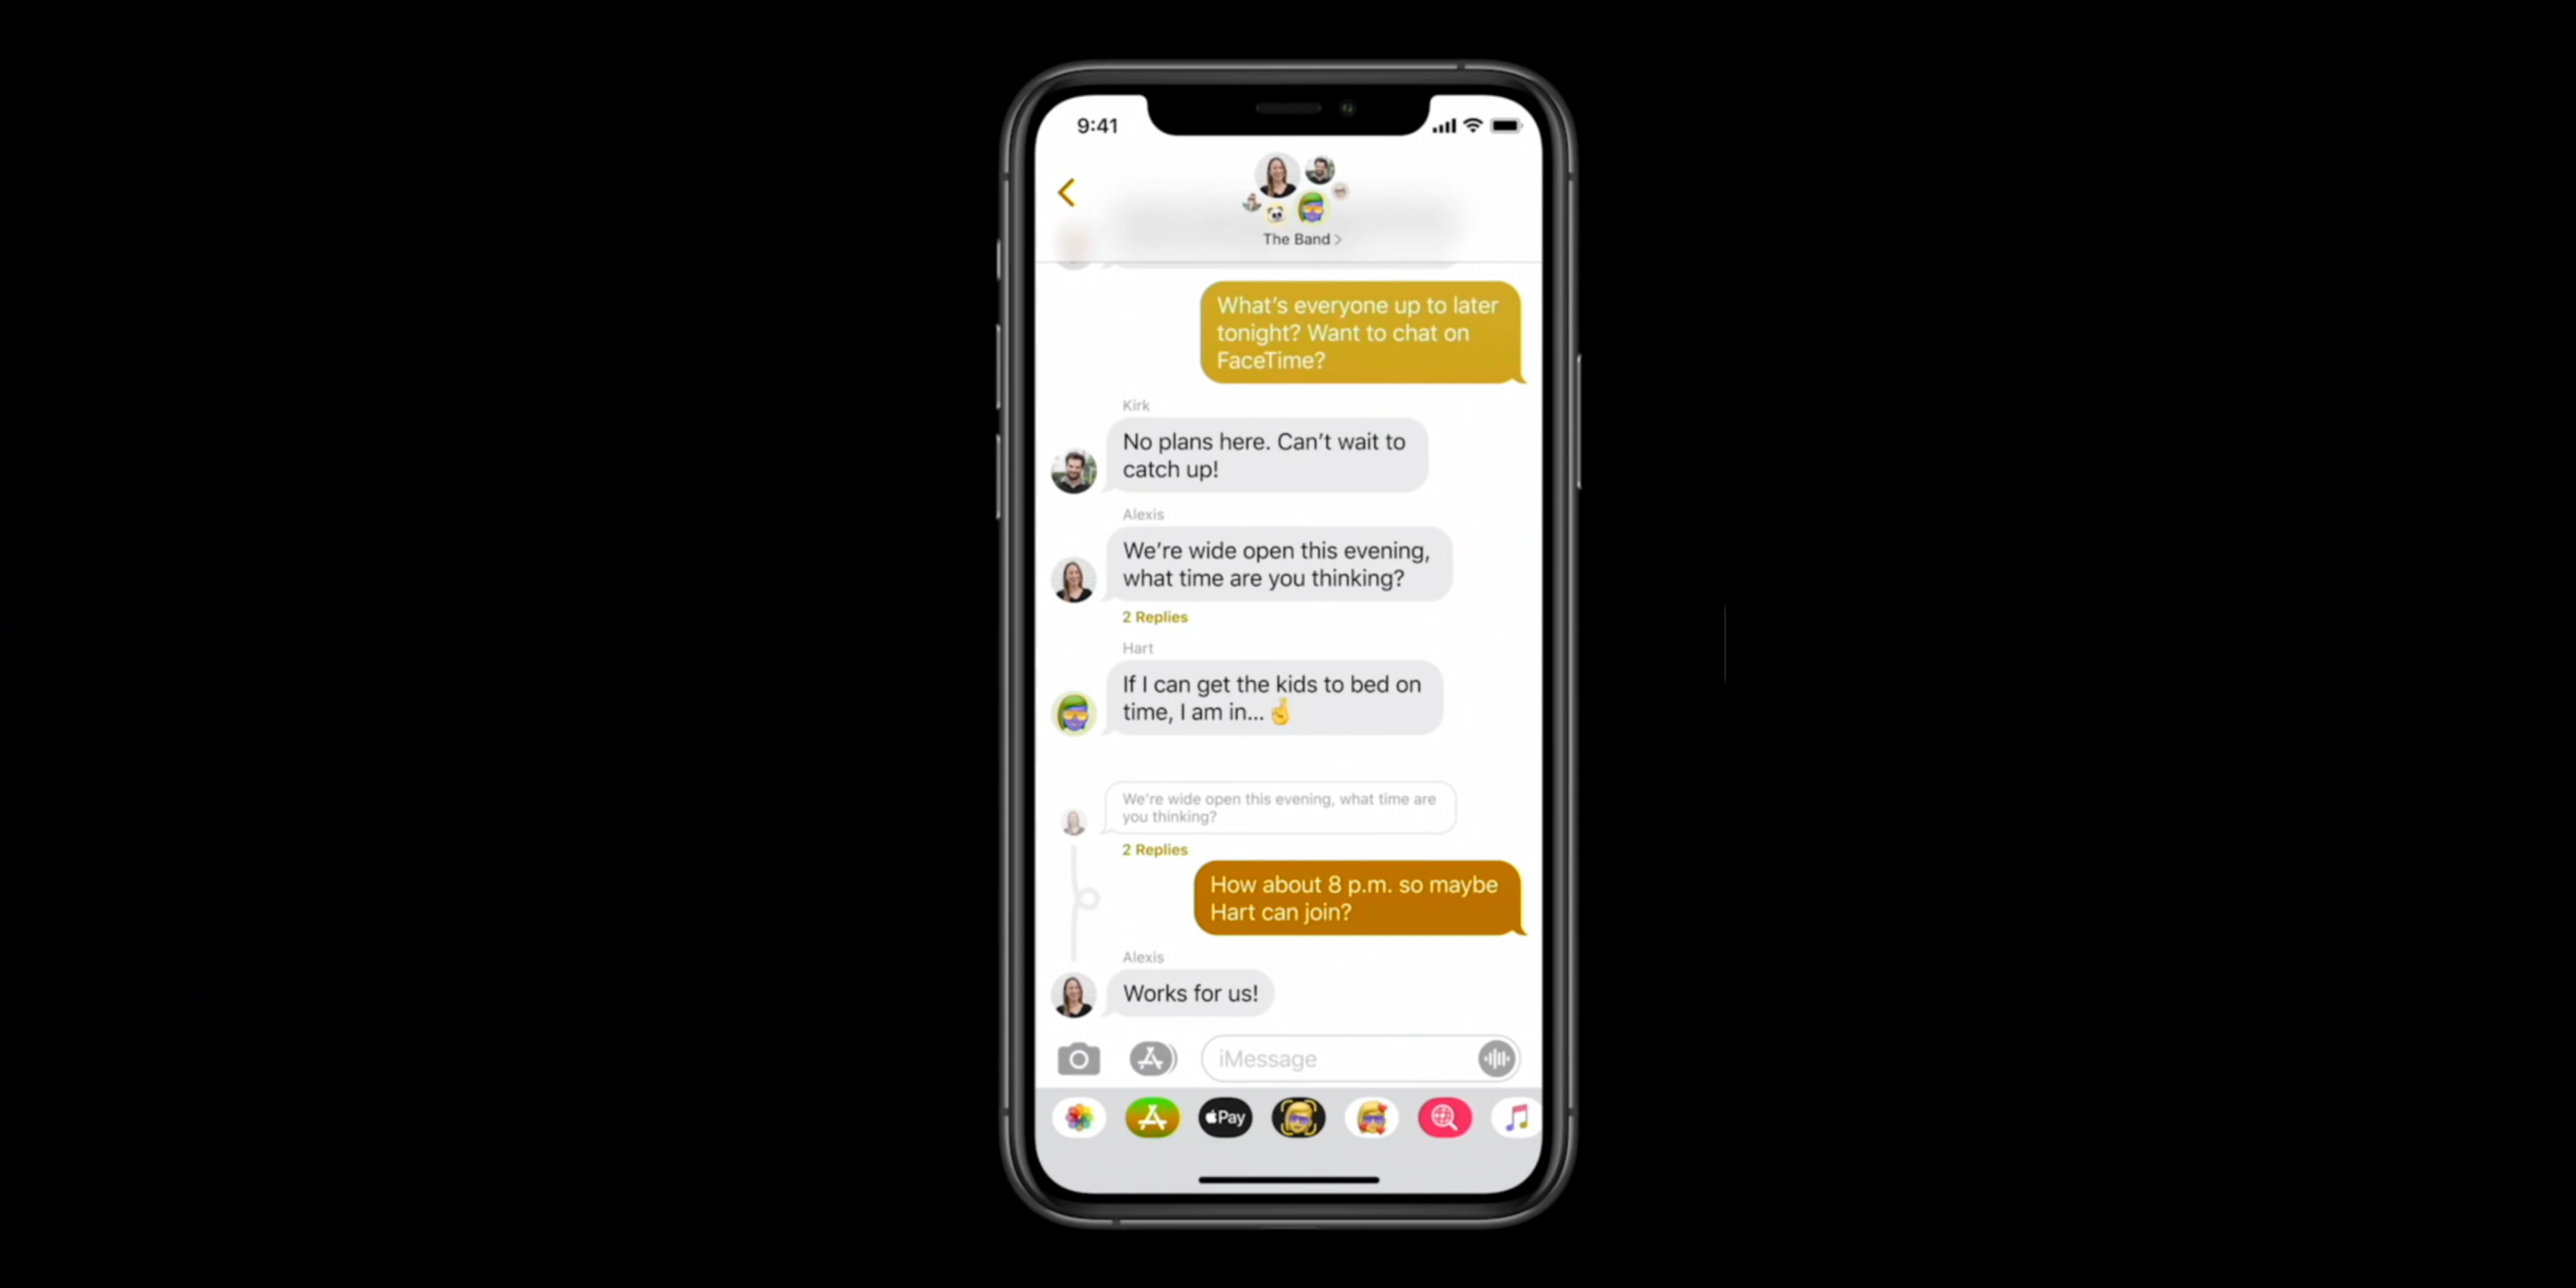 9:41
The Band >
What's everyone up to later
tonight? Want to chat on
FaceTime?
Kirk
No plans here. Can't wait to
catch up!
Alexis
We're wide open this evening,
what time are you thinking?
2 Replies
Hart
If I can get the kids to bed on
time, I am in...🤞
We're wide open this evening, what time are
you thinking?
2 Replies
How about 8 p.m. so maybe
Hart can join?
Alexis
Works for us!
iMessage
Pay